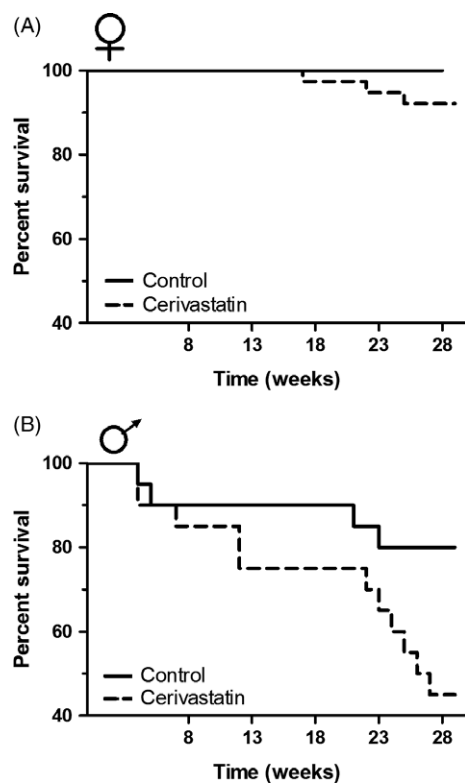 (A)
Percent survival
100
80
60
40
Control
Cerivastatin
8 13 18 23 28
Time (weeks)
(B)
Percent survival
100
80
60
40
Control
Cerivastatin
8 13 18 23 28
Time (weeks)